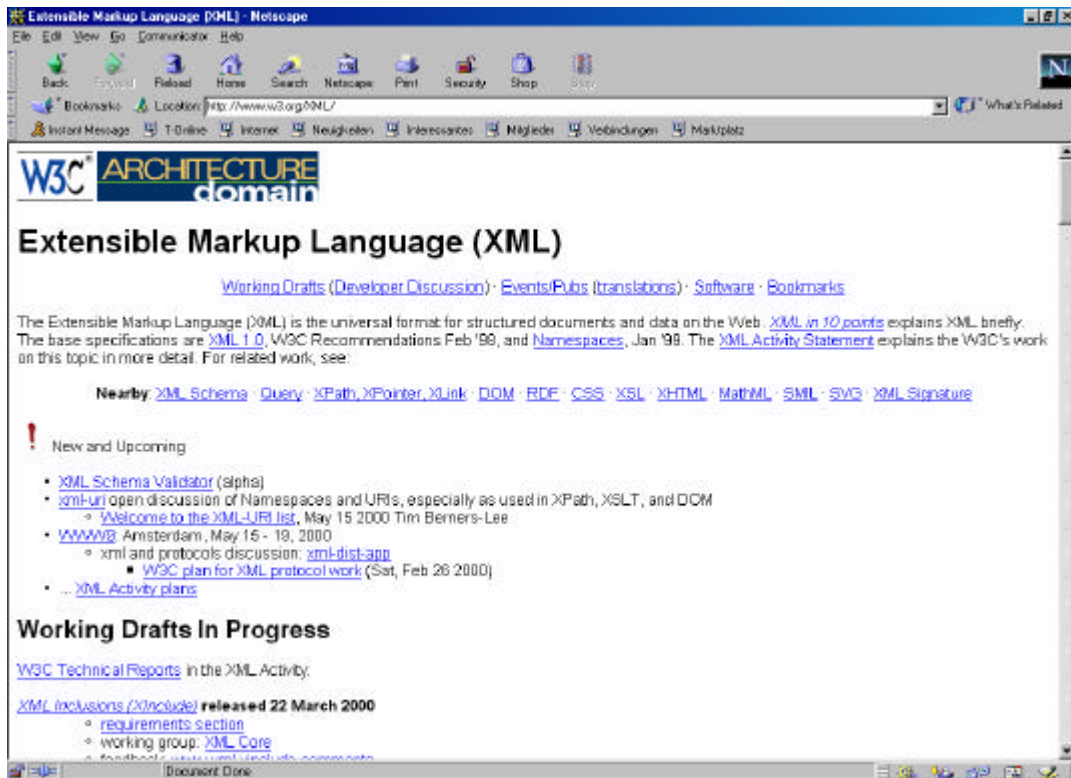 Extensible Markup Language (XML) - Netscape
File Edit View Go Communicator Help
Back Forward Reload Home Search Netscape Print Security Shop Stop
Bookmarks Location: http://www.w3.org/XML/ What's Related
Instant Message T-Online Internet Neuigkeiten Interessantes Mitglieder Verbindungen Marktplatz
W3C® ARCHITECTURE
domain
Extensible Markup Language (XML)
Working Drafts (Developer Discussion) · Events/Pubs (translations) · Software · Bookmarks
The Extensible Markup Language (XML) is the universal format for structured documents and data on the Web. XML in 10 points explains XML briefly.
The base specifications are XML 1.0, W3C Recommendations Feb '98, and Namespaces, Jan '99. The XML Activity Statement explains the W3C's work
on this topic in more detail. For related work, see:
Nearby: XML Schema · Query · XPath, XPointer, XLink · DOM · RDF · CSS · XSL · XHTML · MathML · SMIL · SVG · XML Signature
New and Upcoming
XML Schema Validator (alpha)
xml-uri open discussion of Namespaces and URIs, especially as used in XPath, XSLT, and DOM
Welcome to the XML-URI list, May 15 2000 Tim Berners-Lee
WWW9: Amsterdam, May 15 - 19, 2000
xml and protocols discussion: xml-dist-app
W3C plan for XML protocol work (Sat, Feb 26 2000)
... XML Activity plans
Working Drafts In Progress
W3C Technical Reports in the XML Activity:
XML Inclusions (XInclude) released 22 March 2000
requirements section
working group: XML Core
feedback www-xml-xinclude-comments
Document Done